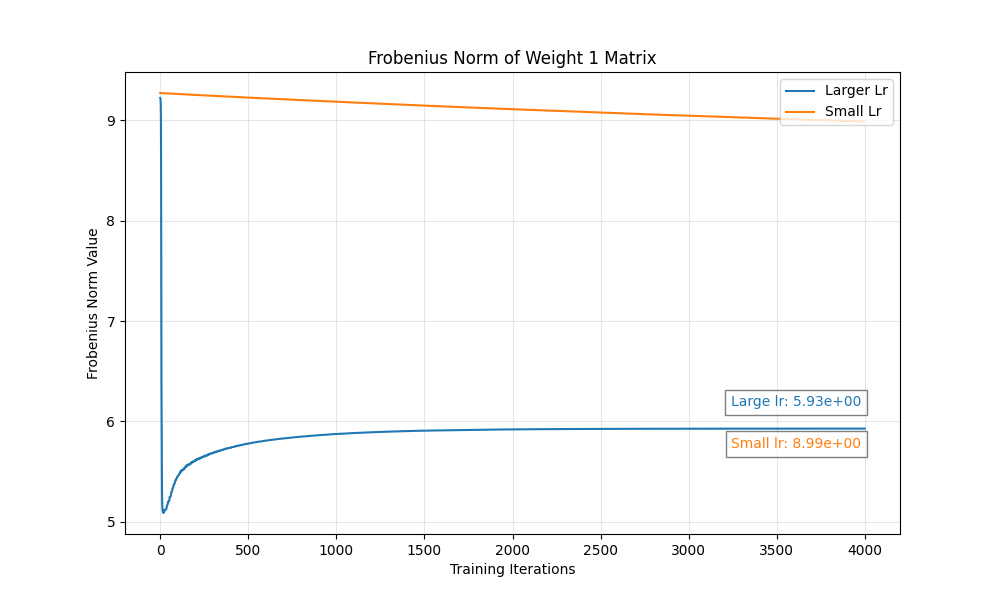 Frobenius Norm of Weight 1 Matrix
Larger Lr
Small Lr
Frobenius Norm Value
9
8
7
6
5
Large lr: 5.93e+00
Small lr: 8.99e+00
0 500 1000 1500 2000 2500 3000 3500 4000
Training Iterations